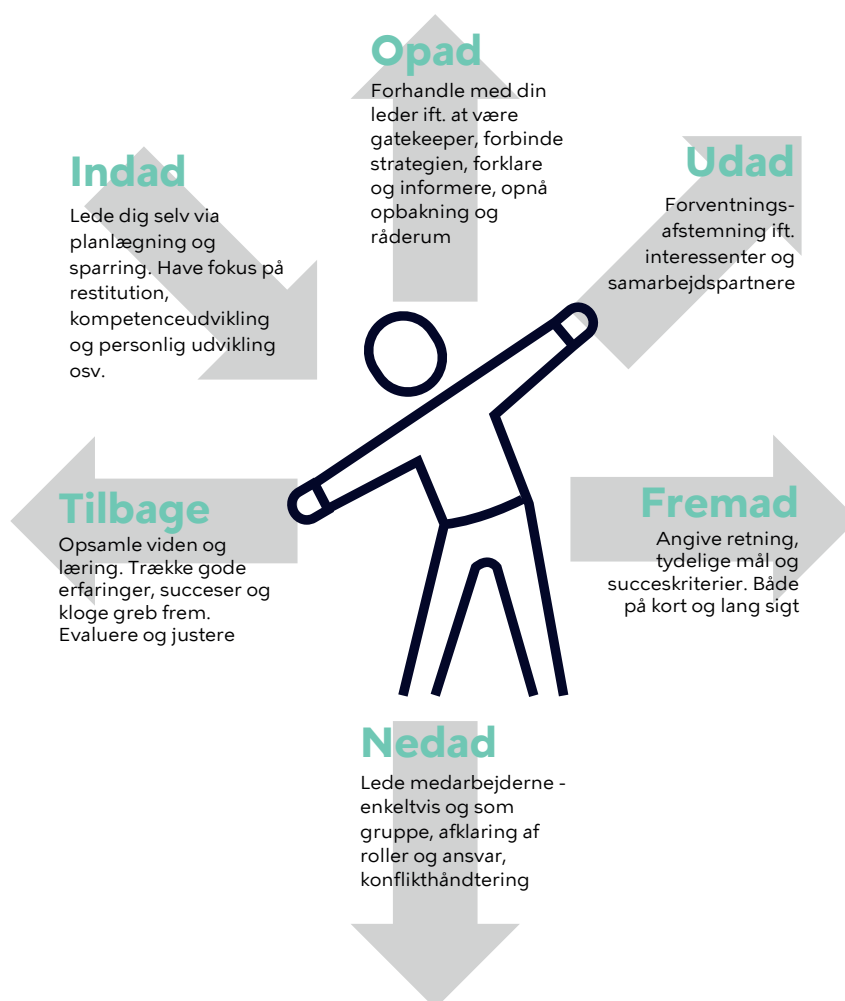 Opad
Forhandle med din
leder ift. at være
gatekeeper, forbinde
strategien, forklare
og informere, opnå
opbakning og
råderum
Indad
Lede dig selv via
planlægning og
sparring. Have fokus på
restitution,
kompetenceudvikling
og personlig udvikling
osv.
Udad
Forventnings-
afstemning ift.
interessenter og
samarbejdspartnere
Tilbage
Opsamle viden og
læring. Trække gode
erfaringer, succeser og
kloge greb frem.
Evaluere og justere
Fremad
Angive retning,
tydelige mål og
succeskriterier. Både
på kort og lang sigt
Nedad
Lede medarbejderne -
enkeltvis og som
gruppe, afklaring af
roller og ansvar,
konflikthåndtering